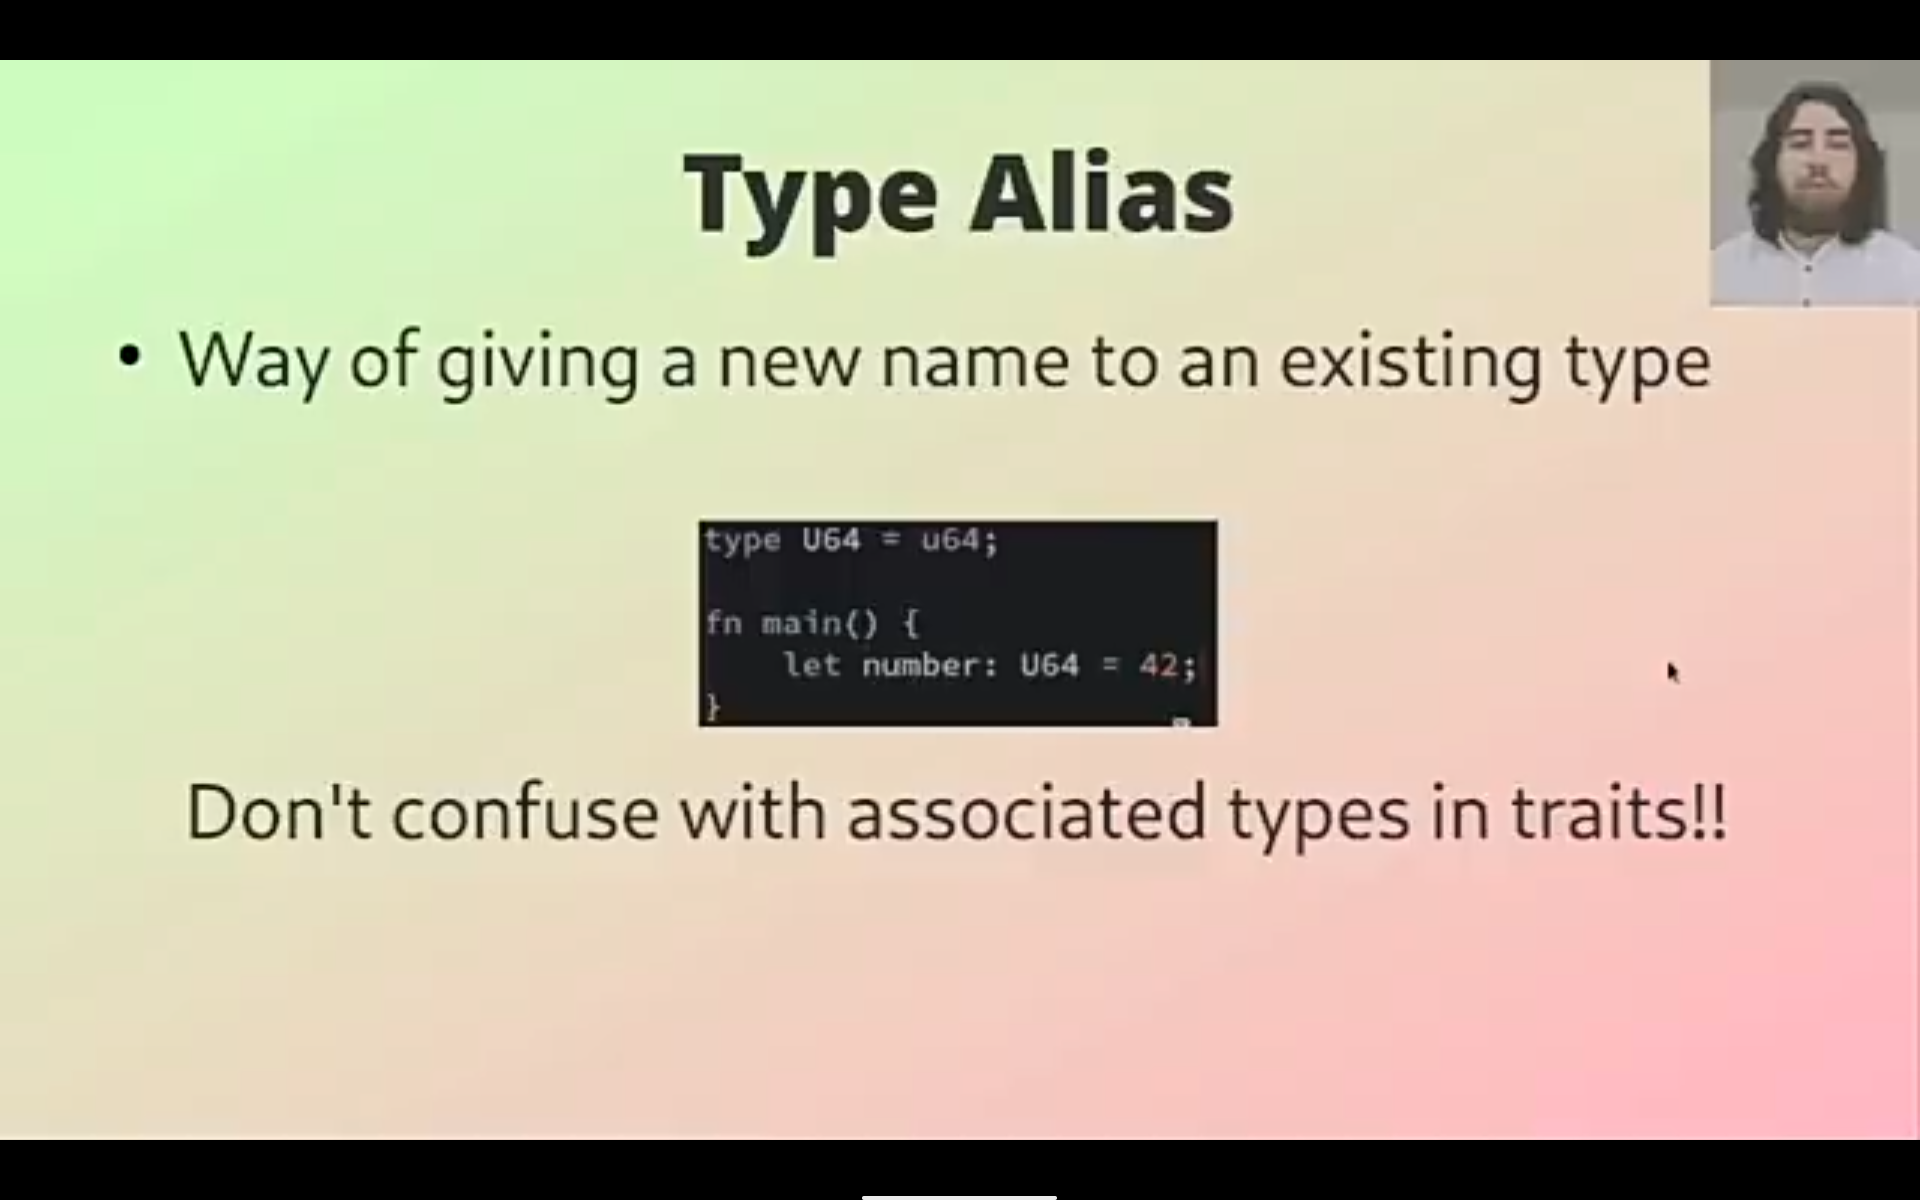 Type Alias
• Way of giving a new name to an existing type
type U64 = u64;
fn main() {
    let number: U64 = 42;
}
Don't confuse with associated types in traits!!